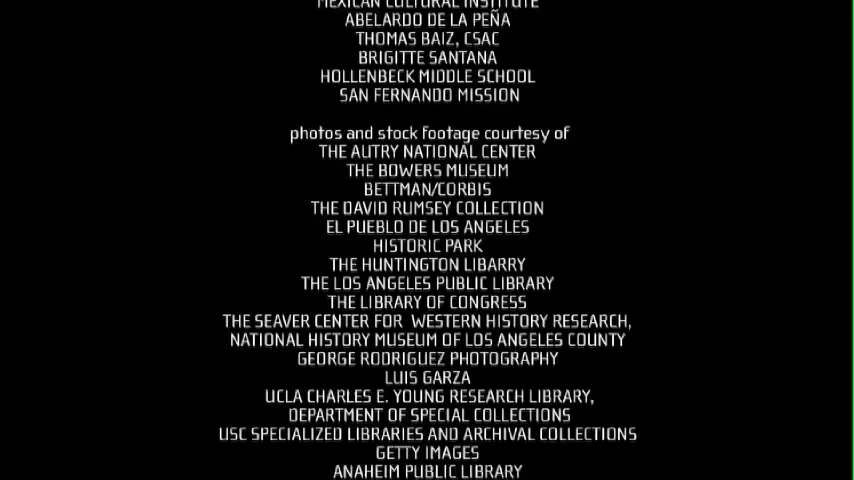 MEXICAN CULTURAL INSTITUTE
ABELARDO DE LA PEÑA
THOMAS BAIZ, CSAC
BRIGITTE SANTANA
HOLLENBECK MIDDLE SCHOOL
SAN FERNANDO MISSION
photos and stock footage courtesy of
THE AUTRY NATIONAL CENTER
THE BOWERS MUSEUM
BETTMAN/CORBIS
THE DAVID RUMSEY COLLECTION
EL PUEBLO DE LOS ANGELES
HISTORIC PARK
THE HUNTINGTON LIBARRY
THE LOS ANGELES PUBLIC LIBRARY
THE LIBRARY OF CONGRESS
THE SEAVER CENTER FOR WESTERN HISTORY RESEARCH,
NATIONAL HISTORY MUSEUM OF LOS ANGELES COUNTY
GEORGE RODRIGUEZ PHOTOGRAPHY
LUIS GARZA
UCLA CHARLES E. YOUNG RESEARCH LIBRARY,
DEPARTMENT OF SPECIAL COLLECTIONS
USC SPECIALIZED LIBRARIES AND ARCHIVAL COLLECTIONS
GETTY IMAGES
ANAHEIM PUBLIC LIBRARY